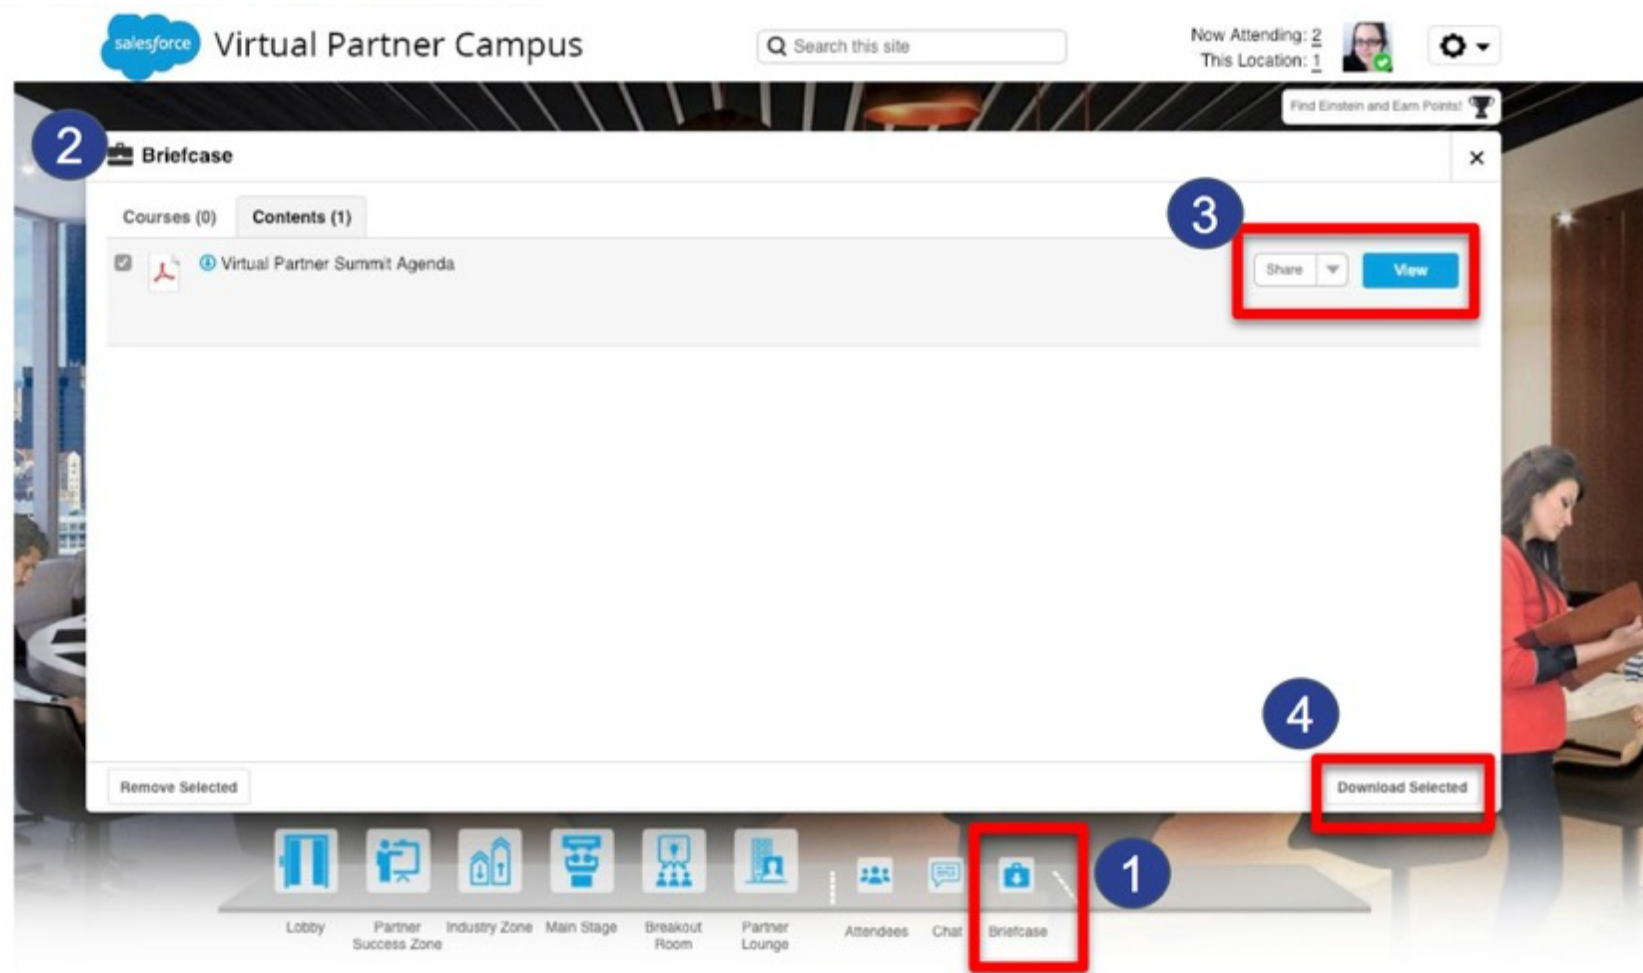 salesforce Virtual Partner Campus
Search this site
Now Attending: 2
This Location: 1
Find Einstein and Earn Points!
2
Briefcase
3
Courses (0) Contents (1)
Virtual Partner Summit Agenda
Share View
4
Remove Selected
Download Selected
1
Lobby
Partner
Success Zone
Industry Zone
Main Stage
Breakout
Room
Partner
Lounge
Attendees
Chat
Briefcase